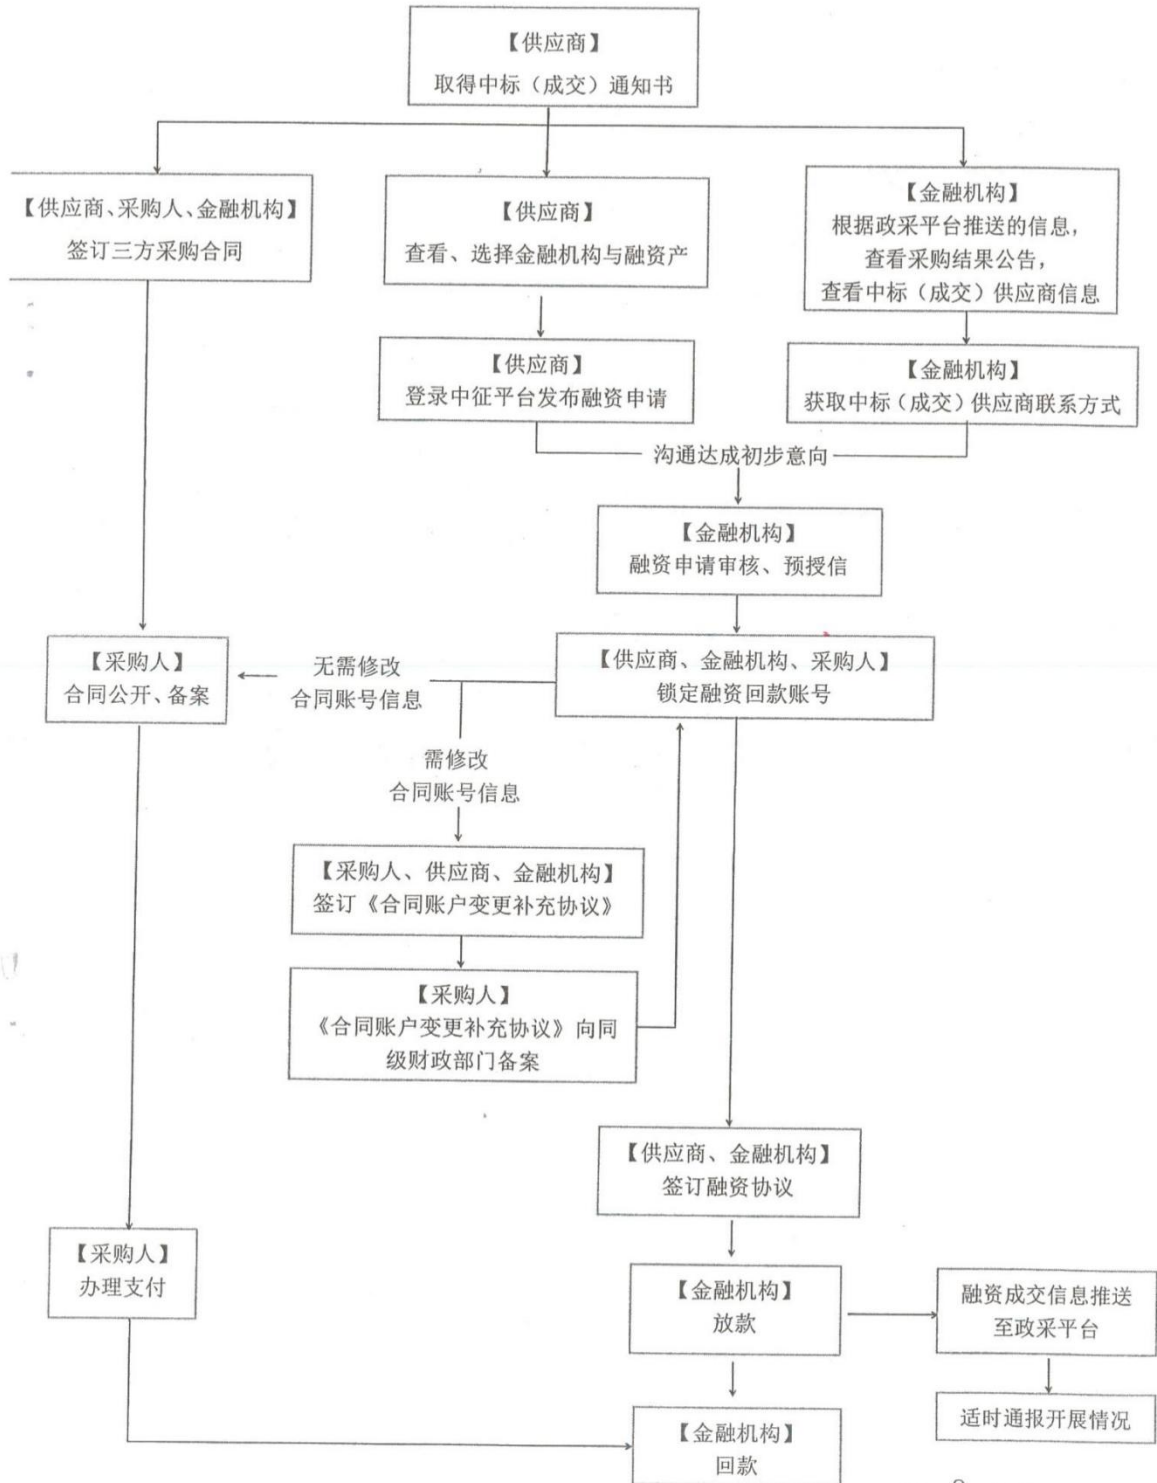 【供应商】
取得中标（成交）通知书
【供应商、采购人、金融机构】
签订三方采购合同
【供应商】
查看、选择金融机构与融资产
【金融机构】
根据政采平台推送的信息，
查看采购结果公告，
查看中标（成交）供应商信息
【供应商】
登录中征平台发布融资申请
【金融机构】
获取中标（成交）供应商联系方式
沟通达成初步意向
【金融机构】
融资申请审核、预授信
【采购人】
合同公开、备案
无需修改
合同账号信息
【供应商、金融机构、采购人】
锁定融资回款账号
需修改
合同账号信息
【采购人、供应商、金融机构】
签订《合同账户变更补充协议》
【采购人】
《合同账户变更补充协议》向同
级财政部门备案
【供应商、金融机构】
签订融资协议
【采购人】
办理支付
【金融机构】
放款
融资成交信息推送
至政采平台
适时通报开展情况
【金融机构】
回款